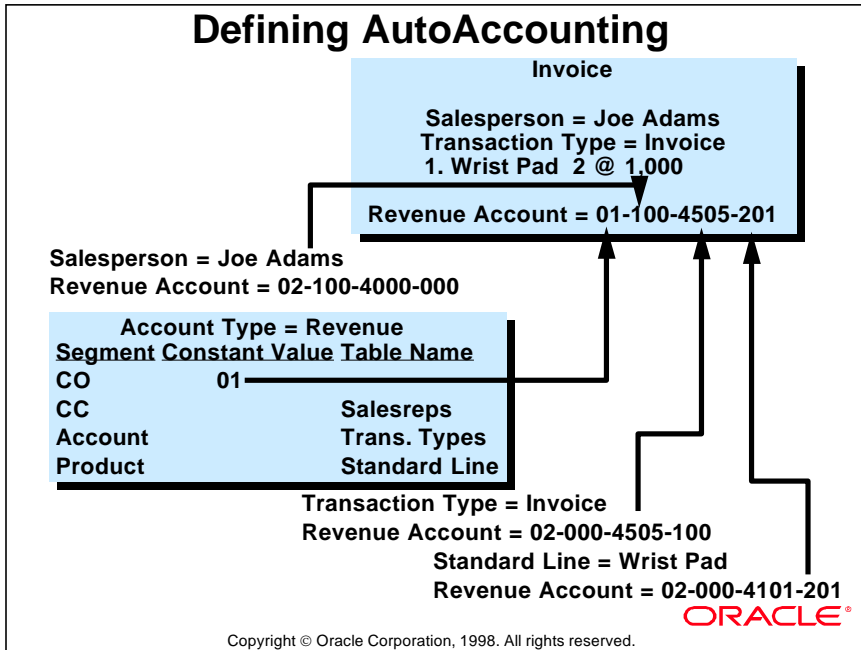 Defining AutoAccounting
Invoice
Salesperson = Joe Adams
Transaction Type = Invoice
1. Wrist Pad 2 @ 1,000
Revenue Account = 01-100-4505-201
Salesperson = Joe Adams
Revenue Account = 02-100-4000-000
Account Type = Revenue
Segment Constant Value Table Name
CO 01
CC Salesreps
Account Trans. Types
Product Standard Line
Transaction Type = Invoice
Revenue Account = 02-000-4505-100
Standard Line = Wrist Pad
Revenue Account = 02-000-4101-201
ORACLE®
Copyright © Oracle Corporation, 1998. All rights reserved.